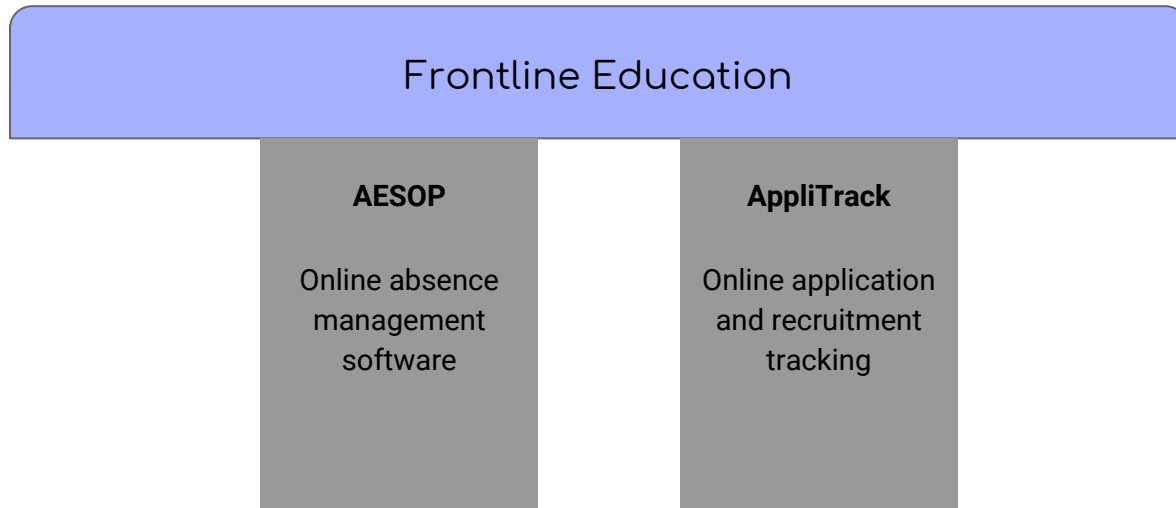 Frontline Education
AESOP
Online absence
management
software
AppliTrack
Online application
and recruitment
tracking